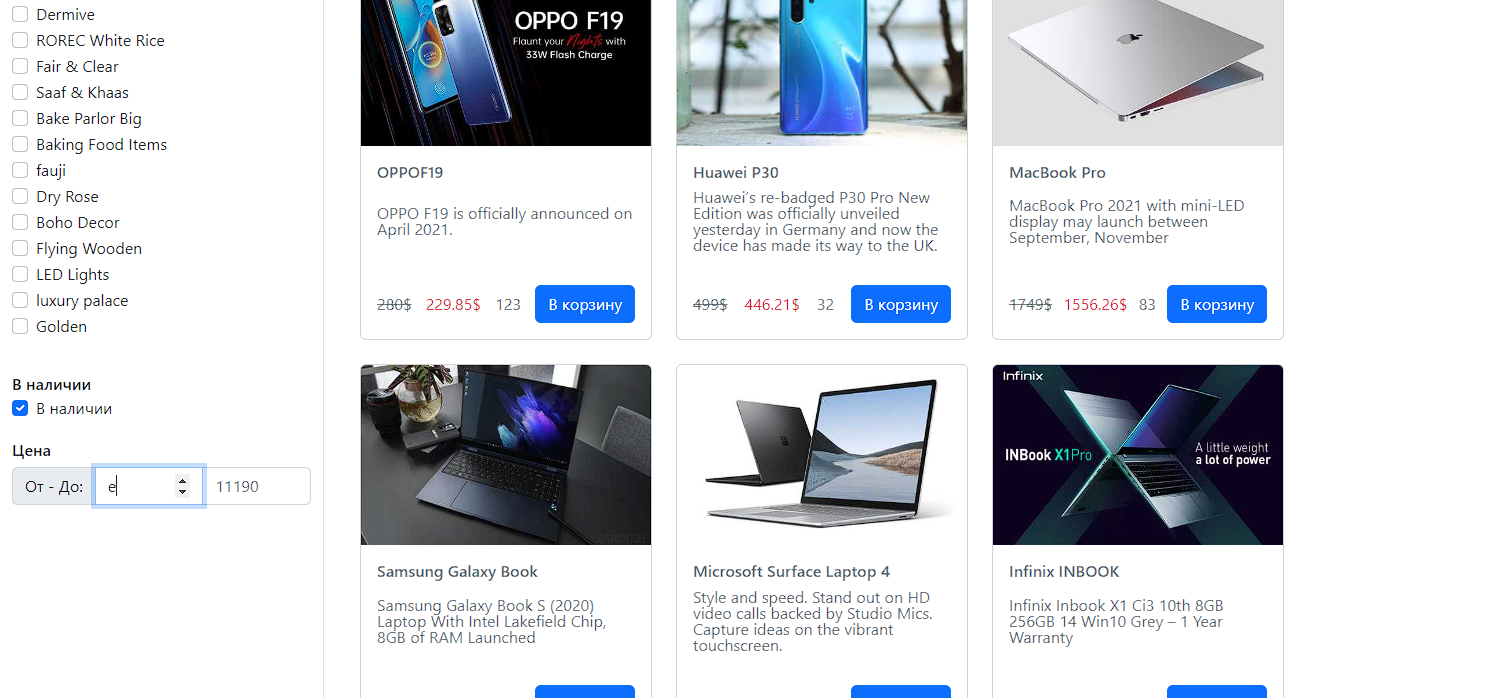 Dermive
ROREC White Rice
Fair & Clear
Saaf & Khaas
Bake Parlor Big
Baking Food Items
fauji
Dry Rose
Boho Decor
Flying Wooden
LED Lights
luxury palace
Golden
В наличии
В наличии
Цена
От - До: e 11190
OPPO F19
Flaunt your Nights with
33W Flash Charge
OPPOF19
OPPO F19 is officially announced on
April 2021.
280$ 229.85$ 123 В корзину
HUAWEI P30
Huawei P30
Huawei’s re-badged P30 Pro New
Edition was officially unveiled
yesterday in Germany and now the
device has made its way to the UK.
499$ 446.21$ 32 В корзину
MacBook Pro
MacBook Pro 2021 with mini-LED
display may launch between
September, November
1749$ 1556.26$ 83 В корзину
Samsung Galaxy Book
Samsung Galaxy Book S (2020)
Laptop With Intel Lakefield Chip,
8GB of RAM Launched
Microsoft Surface Laptop 4
Style and speed. Stand out on HD
video calls backed by Studio Mics.
Capture ideas on the vibrant
touchscreen.
Infinix
INBook X1Pro
A little weight
a lot of power
Infinix INBOOK
Infinix Inbook X1 Ci3 10th 8GB
256GB 14 Win10 Grey – 1 Year
Warranty